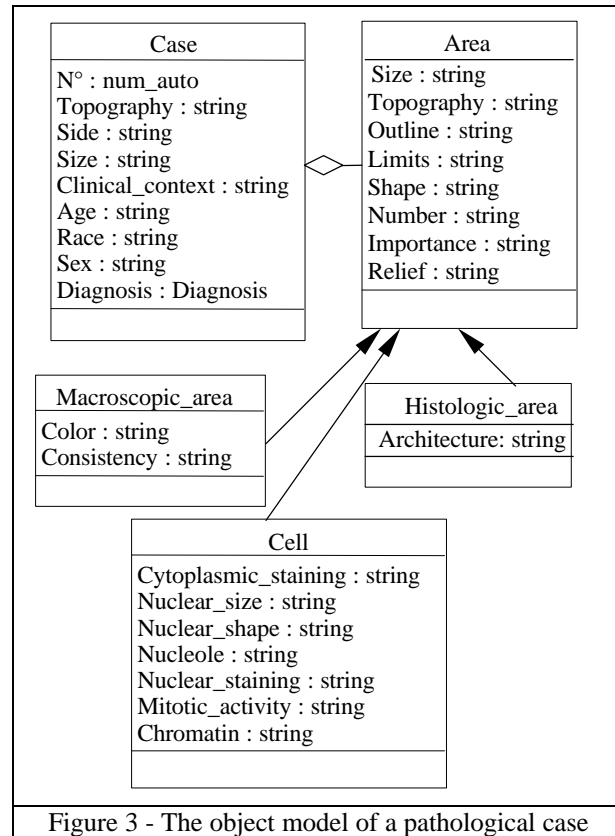 Case
N° : num_auto
Topography : string
Side : string
Size : string
Clinical_context : string
Age : string
Race : string
Sex : string
Diagnosis : Diagnosis
Area
Size : string
Topography : string
Outline : string
Limits : string
Shape : string
Number : string
Importance : string
Relief : string
Macroscopic_area
Color : string
Consistency : string
Histologic_area
Architecture: string
Cell
Cytoplasmic_staining : string
Nuclear_size : string
Nuclear_shape : string
Nucleole : string
Nuclear_staining : string
Mitotic_activity : string
Chromatin : string
Figure 3 - The object model of a pathological case